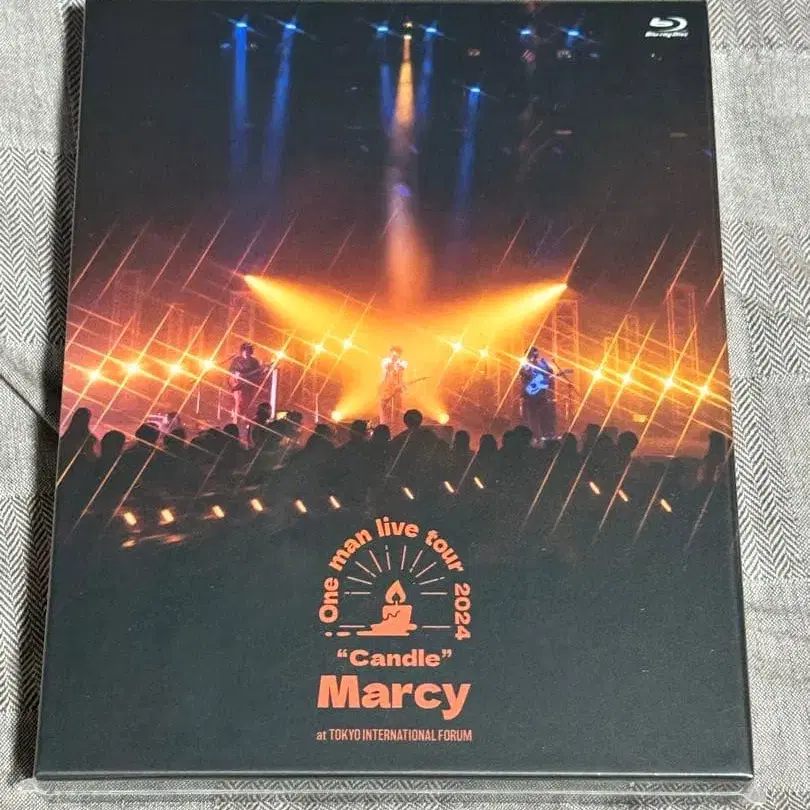 Blu-ray Disc
One man live tour 2024
“Candle”
Marcy
at TOKYO INTERNATIONAL FORUM